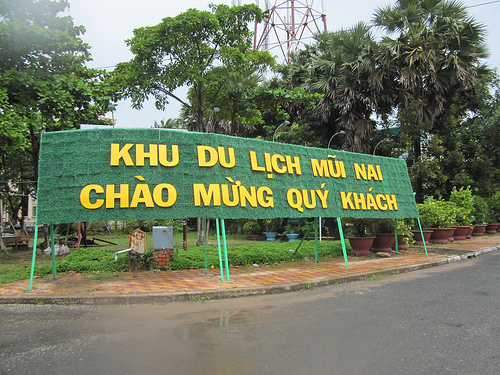 KHU DU LỊCH MŨI NAI
CHÀO MỪNG QUÝ KHÁCH